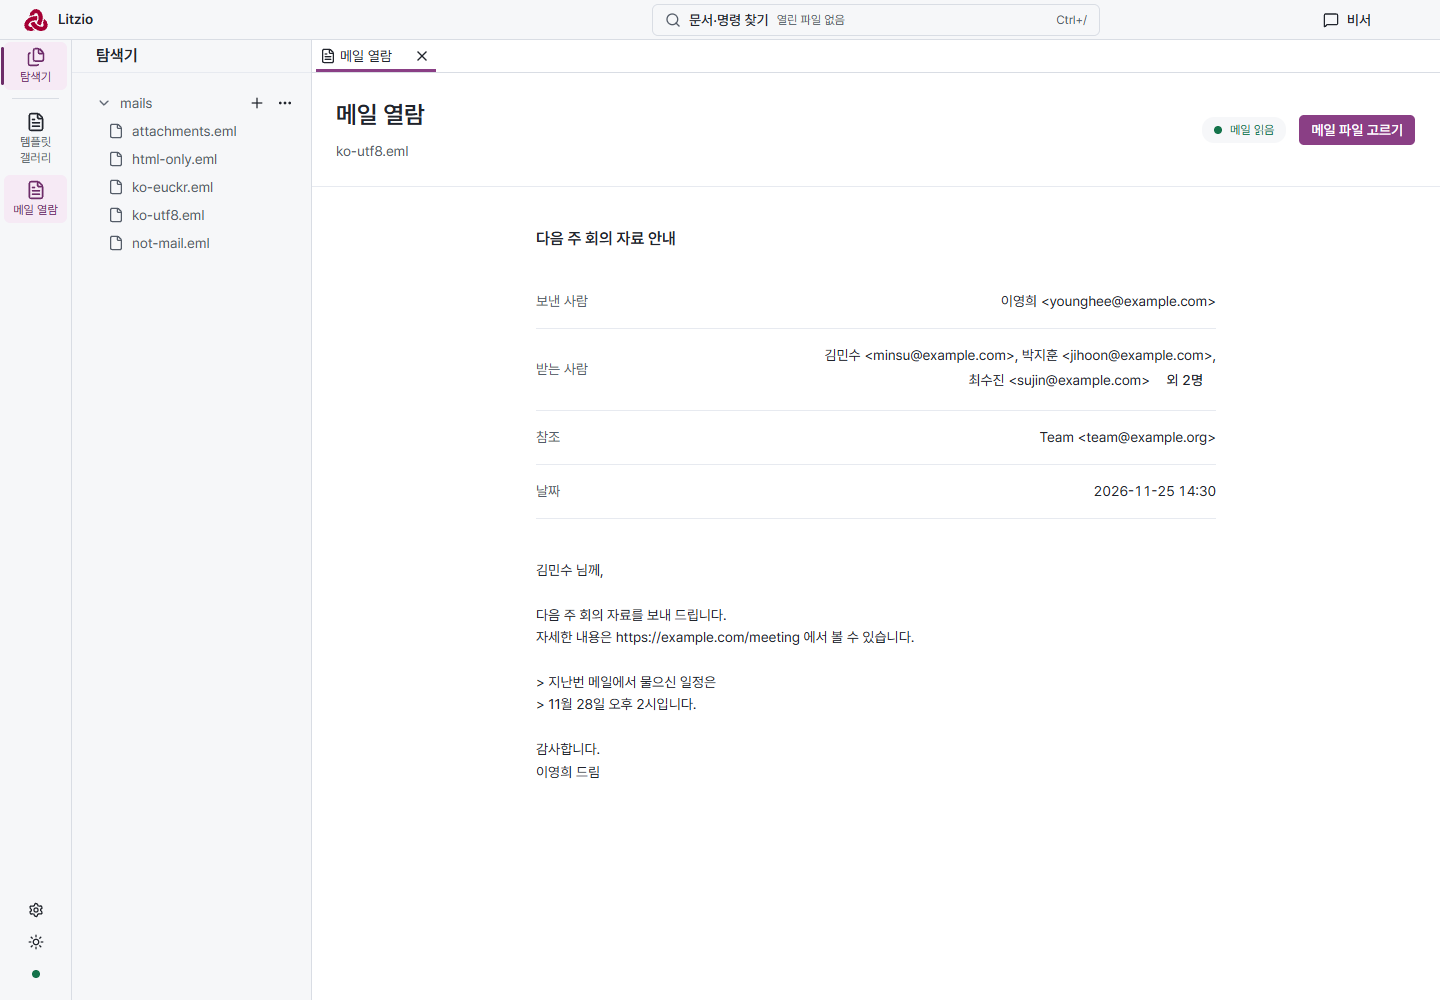 Litzio
문서·명령 찾기 열린 파일 없음 Ctrl+/
비서
탐색기
템플릿
갤러리
메일 열람
탐색기
mails
attachments.eml
html-only.eml
ko-euckr.eml
ko-utf8.eml
not-mail.eml
메일 열람
메일 열람
ko-utf8.eml
메일 읽음
메일 파일 고르기
다음 주 회의 자료 안내
보낸 사람 이영희 <younghee@example.com>
받는 사람 김민수 <minsu@example.com>, 박지훈 <jihoon@example.com>,
최수진 <sujin@example.com> 외 2명
참조 Team <team@example.org>
날짜 2026-11-25 14:30
김민수 님께,
다음 주 회의 자료를 보내 드립니다.
자세한 내용은 https://example.com/meeting 에서 볼 수 있습니다.
> 지난번 메일에서 물으신 일정은
> 11월 28일 오후 2시입니다.
감사합니다.
이영희 드림